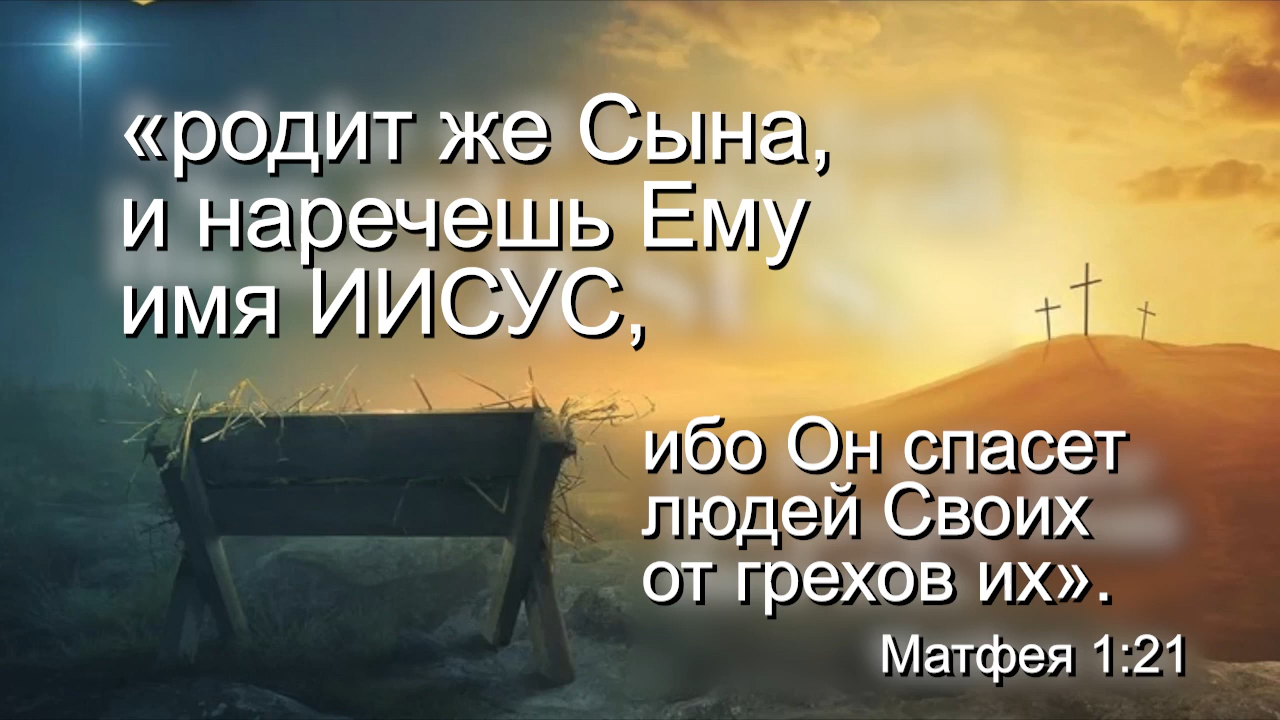 «родит же Сына,
и наречешь Ему
имя ИИСУС,
ибо Он спасет
людей Своих
от грехов их».
Матфея 1:21